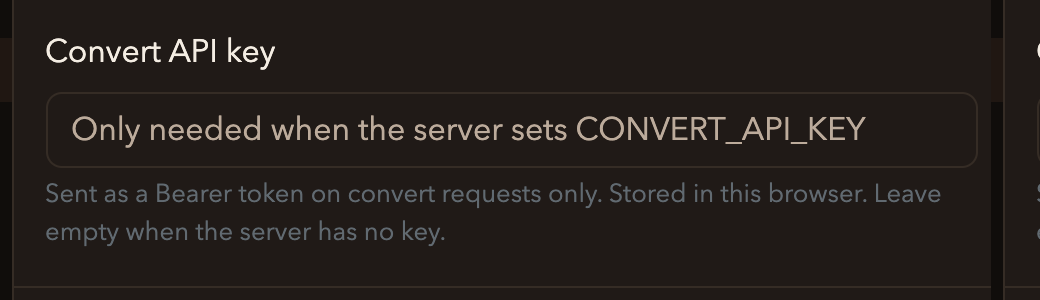 Convert API key
Only needed when the server sets CONVERT_API_KEY
Sent as a Bearer token on convert requests only. Stored in this browser. Leave
empty when the server has no key.